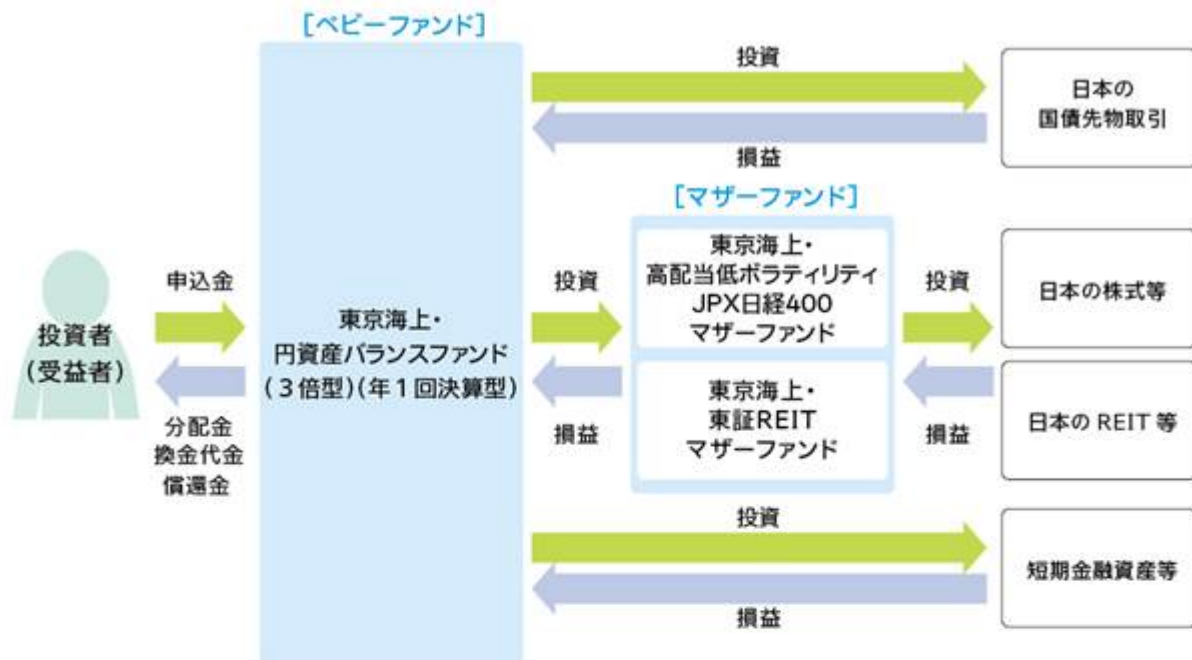 [ベビーファンド]
投資
日本の
国債先物取引
損益
[マザーファンド]
投資者
(受益者)
申込金
分配金
換金代金
償還金
東京海上・
円資産バランスファンド
(3倍型)(年1回決算型)
投資
損益
東京海上・
高配当低ボラティリティ
JPX日経400
マザーファンド
東京海上・
東証REIT
マザーファンド
投資
損益
日本の株式等
日本のREIT等
投資
損益
短期金融資産等